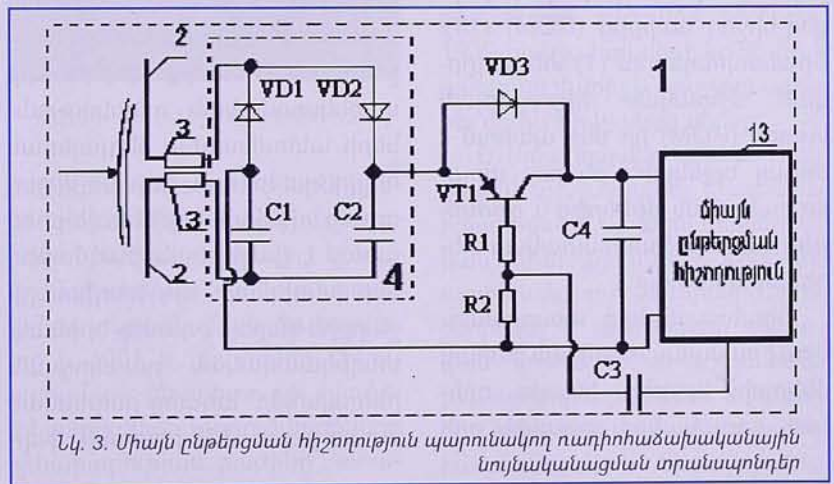 2
3
3
2
VD1
VD2
C1
C2
4
VD3
VT1
R1
R2
C4
C3
1
13
միայն
ընթերցման
հիշողություն
Նկ. 3. Միայն ընթերցման հիշողություն պարունակող ռադիոհաճախականային
նույնականացման տրանսպոնդեր